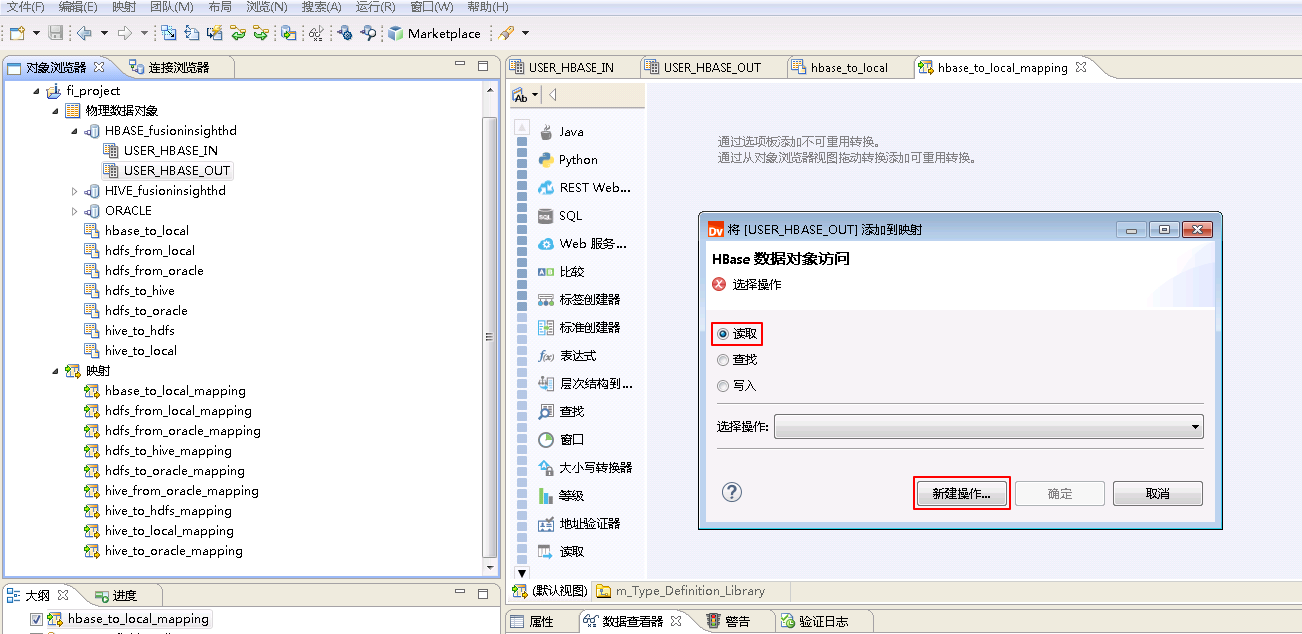 文件(F) 编辑(E) 映射 团队(M) 布局 浏览(N) 搜索(A) 运行(R) 窗口(W) 帮助(H)
Marketplace
对象浏览器 连接浏览器
fi_project
物理数据对象
HBASE_fusioninsighthd
USER_HBASE_IN
USER_HBASE_OUT
HIVE_fusioninsighthd
ORACLE
hbase_to_local
hdfs_from_local
hdfs_from_oracle
hdfs_to_hive
hdfs_to_oracle
hive_to_hdfs
hive_to_local
映射
hbase_to_local_mapping
hdfs_from_local_mapping
hdfs_from_oracle_mapping
hdfs_to_hive_mapping
hdfs_to_oracle_mapping
hive_from_oracle_mapping
hive_to_hdfs_mapping
hive_to_local_mapping
hive_to_oracle_mapping
大纲 进度
hbase_to_local_mapping
USER_HBASE_IN USER_HBASE_OUT hbase_to_local hbase_to_local_mapping
Ab
Java
Python
REST Web...
SQL
Web 服务...
比较
标签创建器
标准创建器
f(x) 表达式
层次结构到...
查找
窗口
大小写转换器
等级
地址验证器
读取
通过选项板添加不可重用转换。
通过从对象浏览器视图拖动转换添加可重用转换。
Dv 将 [USER_HBASE_OUT] 添加到映射
HBase 数据对象访问
选择操作
读取
查找
写入
选择操作:
新建操作... 确定 取消
(默认视图) m_Type_Definition_Library
属性 数据查看器 警告 验证日志